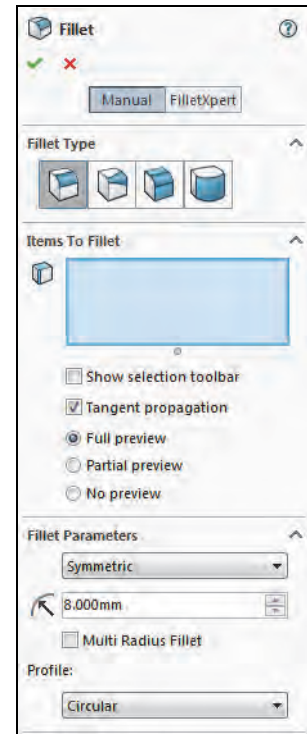 Fillet
Manual FilletXpert
Fillet Type
Items To Fillet
Show selection toolbar
Tangent propagation
Full preview
Partial preview
No preview
Fillet Parameters
Symmetric
8.000mm
Multi Radius Fillet
Profile:
Circular